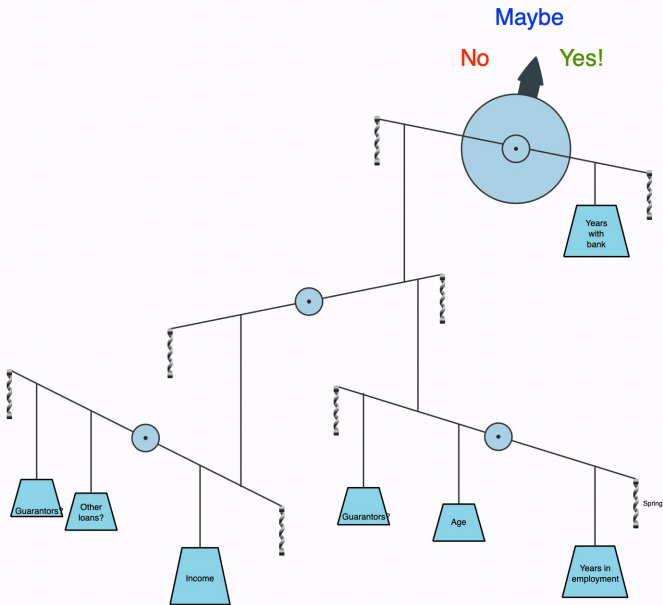 Maybe
No
Yes!
Years
with
bank
Guarantors?
Other
loans?
Income
Guarantors?
Age
Years in
employment
Spring